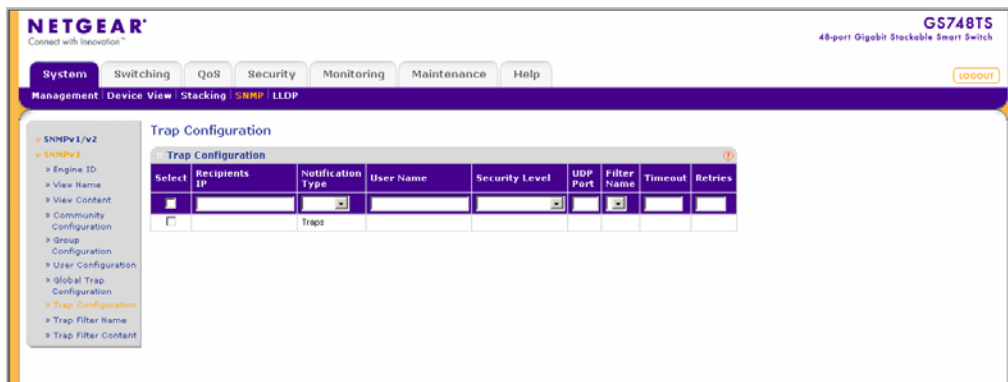 NETGEAR
Connect with Innovation™
GS748TS
48-port Gigabit Stackable Smart Switch
System Switching QoS Security Monitoring Maintenance Help
LOGOUT
Management Device View Stacking SNMP LLDP
SNMPv1/v2
SNMPv3
» Engine ID
» View Name
» View Content
» Community
Configuration
» Group
Configuration
» User Configuration
» Global Trap
Configuration
» Trap Configuration
» Trap Filter Name
» Trap Filter Content
Trap Configuration
Trap Configuration
Select Recipients IP Notification Type User Name Security Level UDP Port Filter Name Timeout Retries
Traps